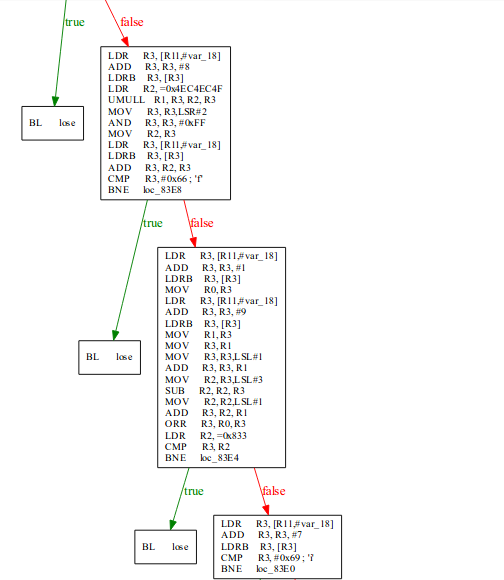 true
false
LDR R3, [R11,#var_18]
ADD R3, R3, #8
LDRB R3, [R3]
LDR R2, =0x4EC4EC4F
UMULL R1, R3, R2, R3
MOV R3, R3,LSR#2
AND R3, R3, #0xFF
MOV R2, R3
LDR R3, [R11,#var_18]
LDRB R3, [R3]
ADD R3, R2, R3
CMP R3, #0x66 ; 'f'
BNE loc_83E8
BL lose
true
false
LDR R3, [R11,#var_18]
ADD R3, R3, #1
LDRB R3, [R3]
MOV R0, R3
LDR R3, [R11,#var_18]
ADD R3, R3, #9
LDRB R3, [R3]
MOV R1, R3
MOV R3, R1
MOV R3, R3,LSL#1
ADD R3, R3, R1
MOV R2, R3,LSL#3
SUB R2, R2, R3
MOV R2, R2,LSL#1
ADD R3, R2, R1
ORR R3, R0, R3
LDR R2, =0x833
CMP R3, R2
BNE loc_83E4
BL lose
true
false
LDR R3, [R11,#var_18]
ADD R3, R3, #7
LDRB R3, [R3]
CMP R3, #0x69 ; 'i'
BNE loc_83E0
BL lose